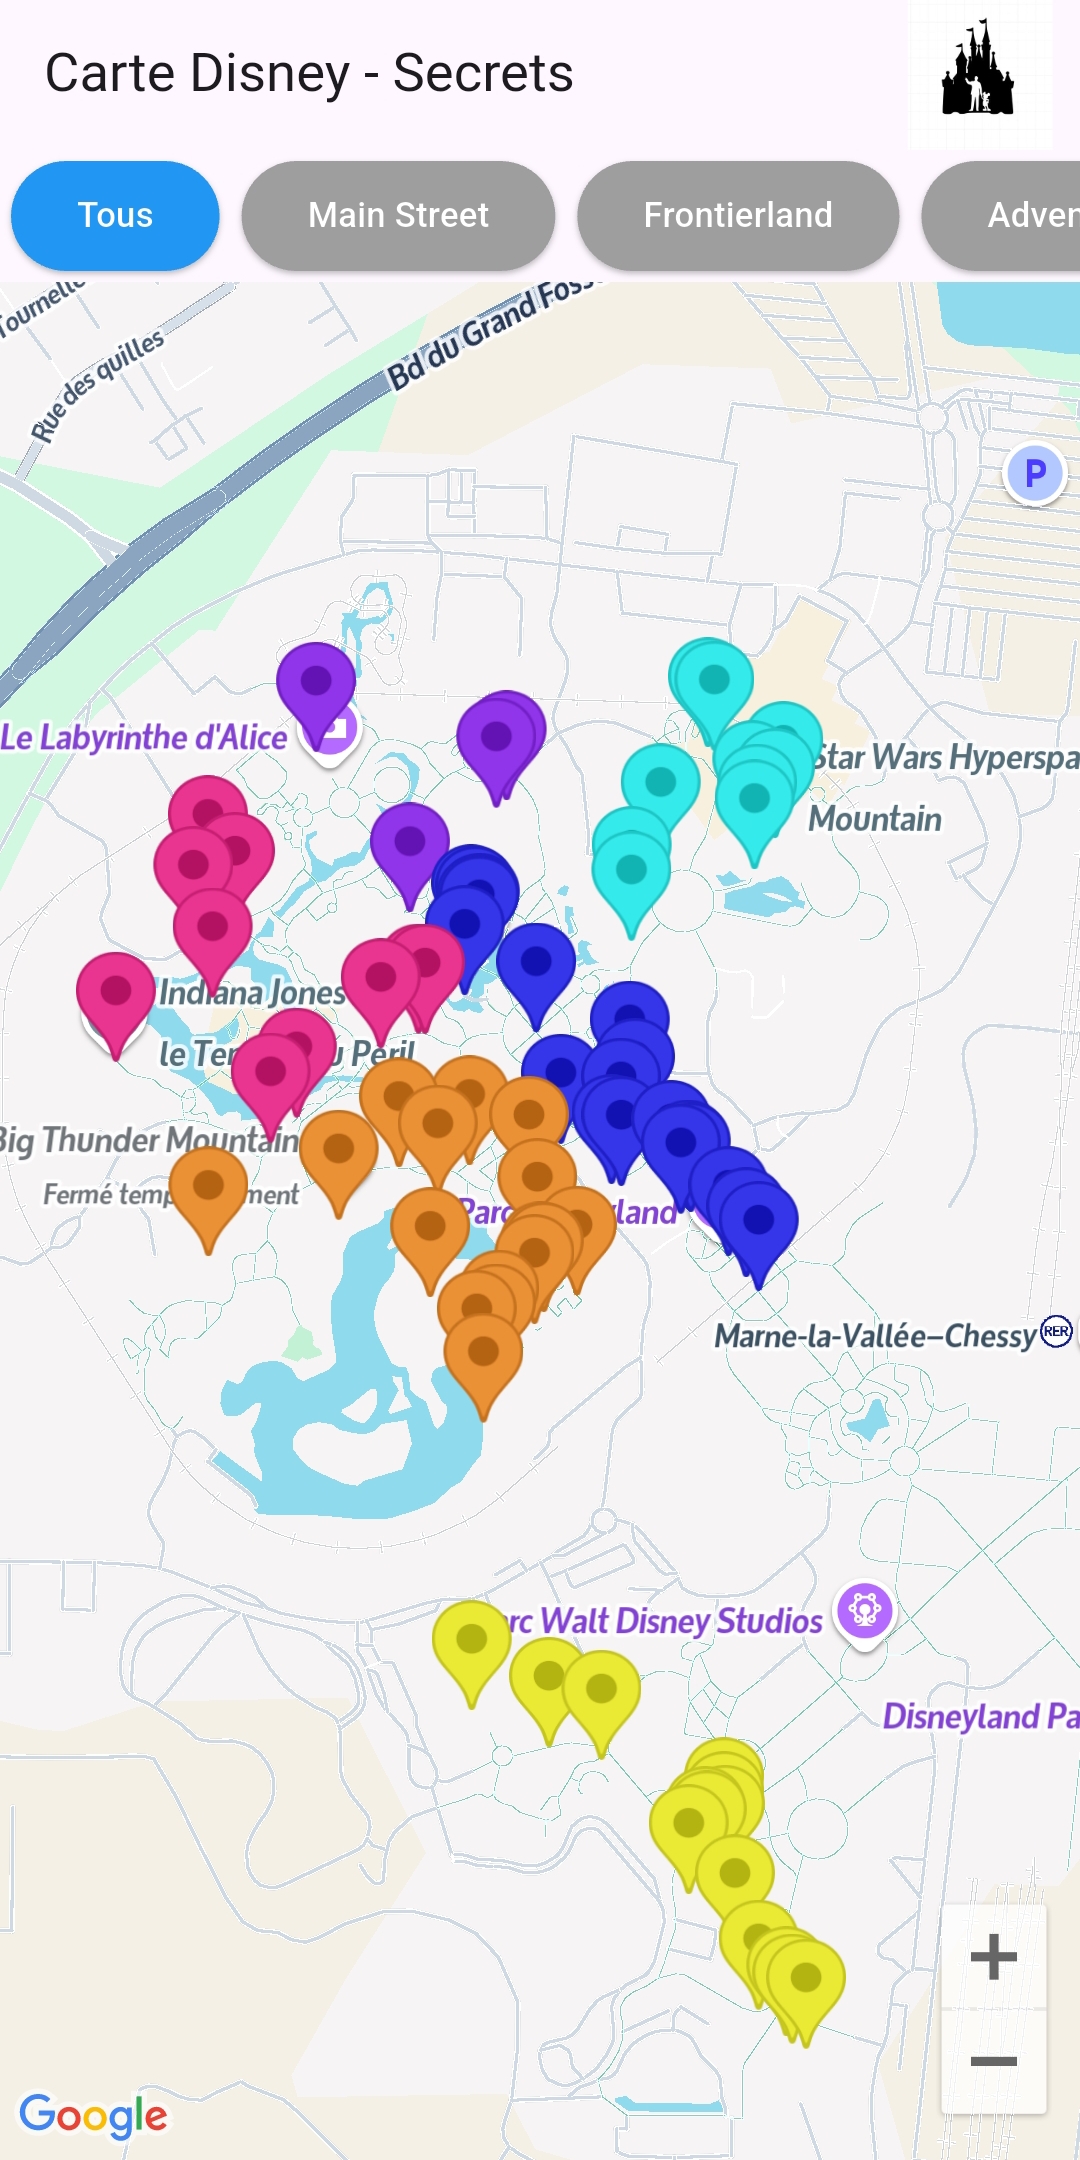 Carte Disney - Secrets
Tous
Main Street
Frontierland
Adven
Tournelle
Rue des quilles
Bd du Grand Foss
P
Le Labyrinthe d'Alice
Star Wars Hyperspa
Mountain
Indiana Jones
le Te u Péril
Big Thunder Mountain
Fermé temp ment
Parc yland
Marne-la-Vallée–Chessy RER
rc Walt Disney Studios
Disneyland Pa
+
−
Google